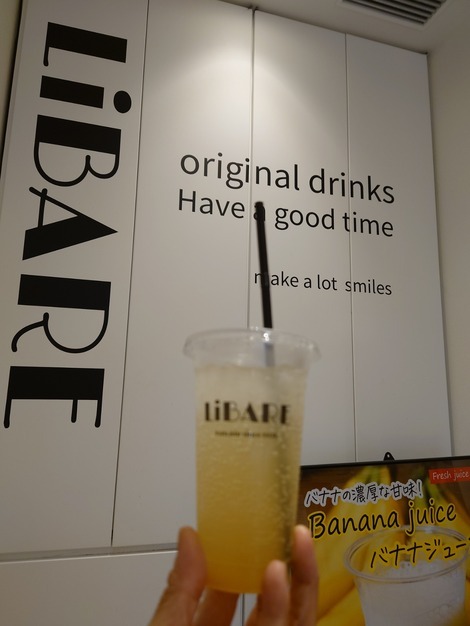 LiBARE
original drinks
Have a good time
make a lot smiles
LiBARE
Fresh juice
バナナの濃厚な甘味!
Banana juice
バナナジュー